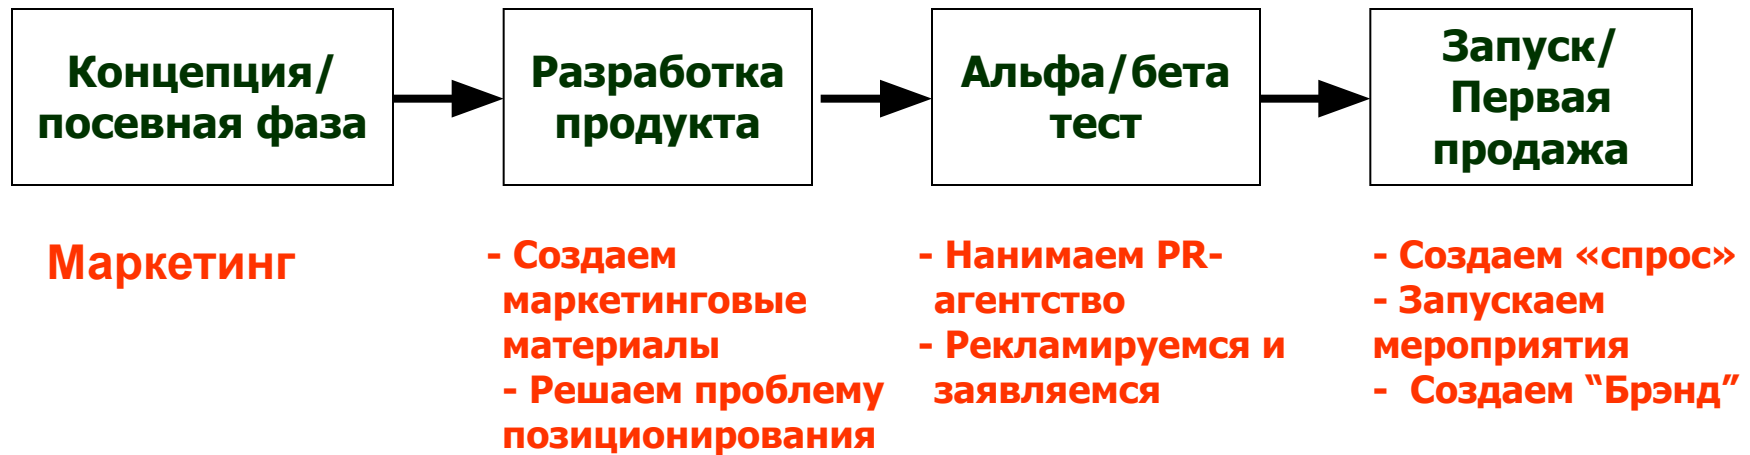 Концепция/
посевная фаза
Разработка
продукта
Альфа/бета
тест
Запуск/
Первая
продажа
Маркетинг
- Создаем
маркетинговые
материалы
- Решаем проблему
позиционирования
- Нанимаем PR-
агентство
- Рекламируемся и
заявляемся
- Создаем «спрос»
- Запускаем
мероприятия
- Создаем “Брэнд”